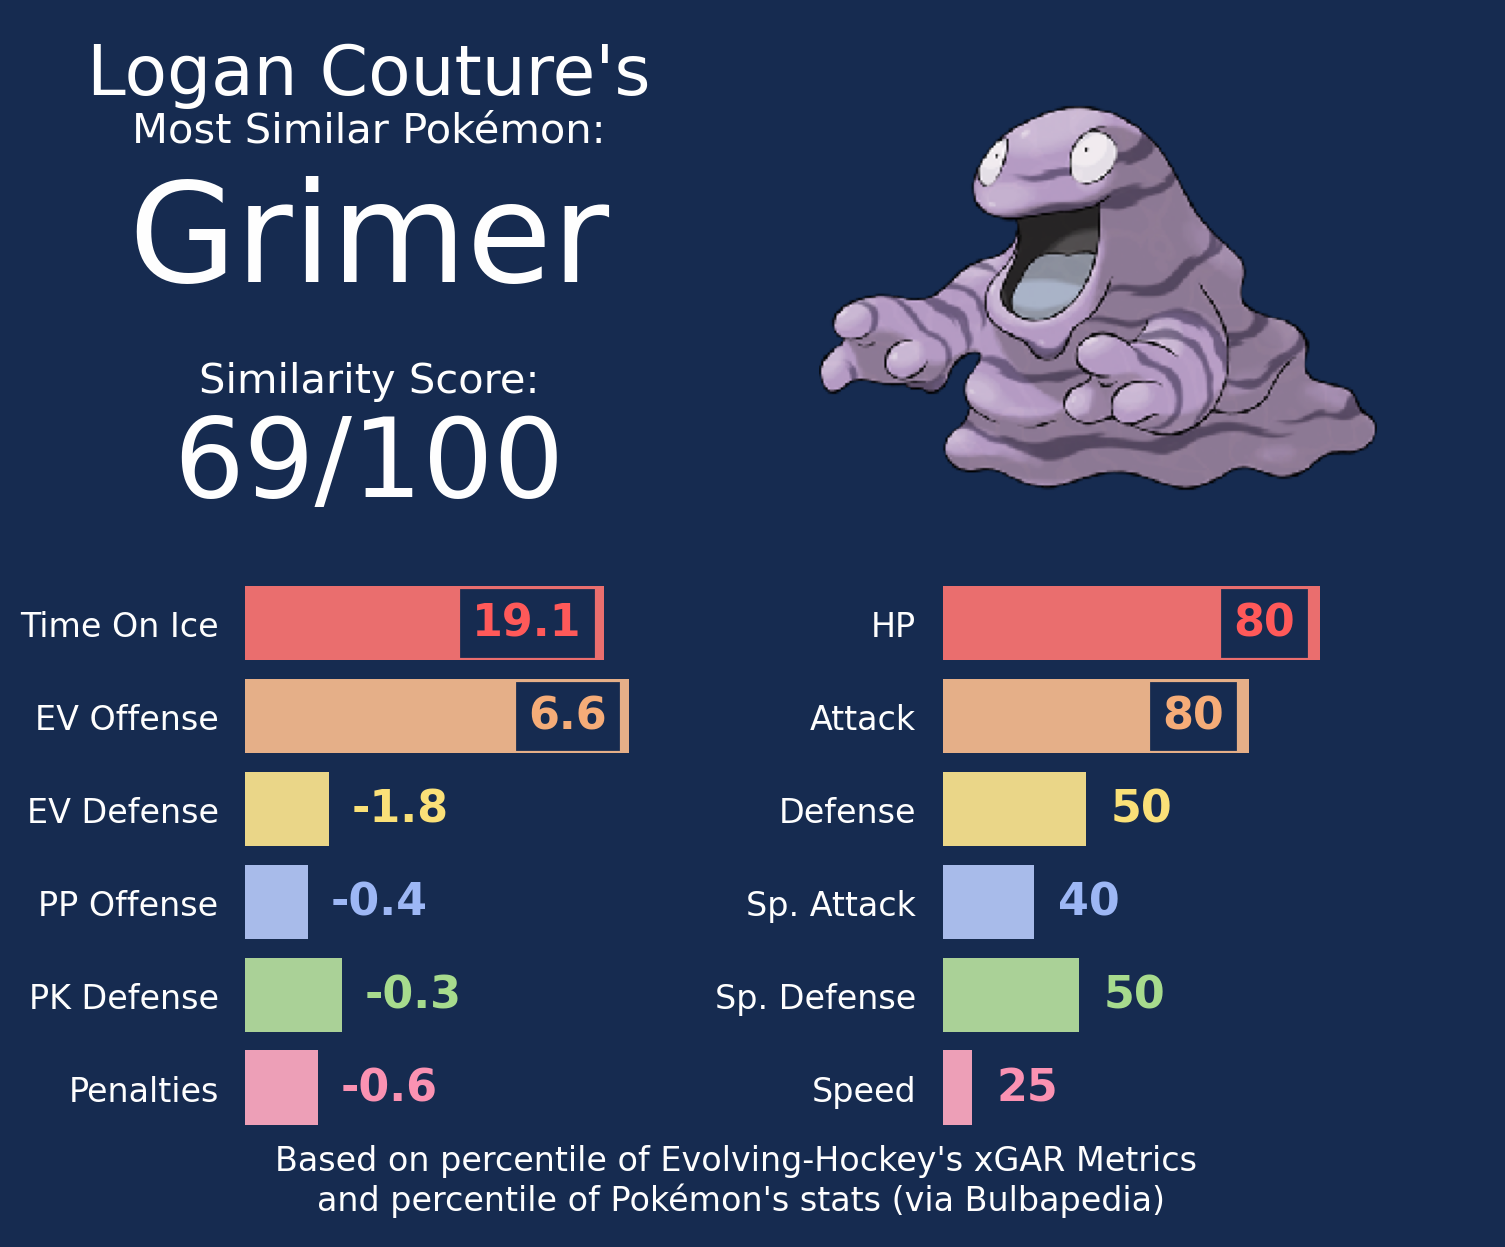 Logan Couture's
Most Similar Pokémon:
Grimer
Similarity Score:
69/100
Time On Ice 19.1
EV Offense 6.6
EV Defense -1.8
PP Offense -0.4
PK Defense -0.3
Penalties -0.6
HP 80
Attack 80
Defense 50
Sp. Attack 40
Sp. Defense 50
Speed 25
Based on percentile of Evolving-Hockey's xGAR Metrics
and percentile of Pokémon's stats (via Bulbapedia)